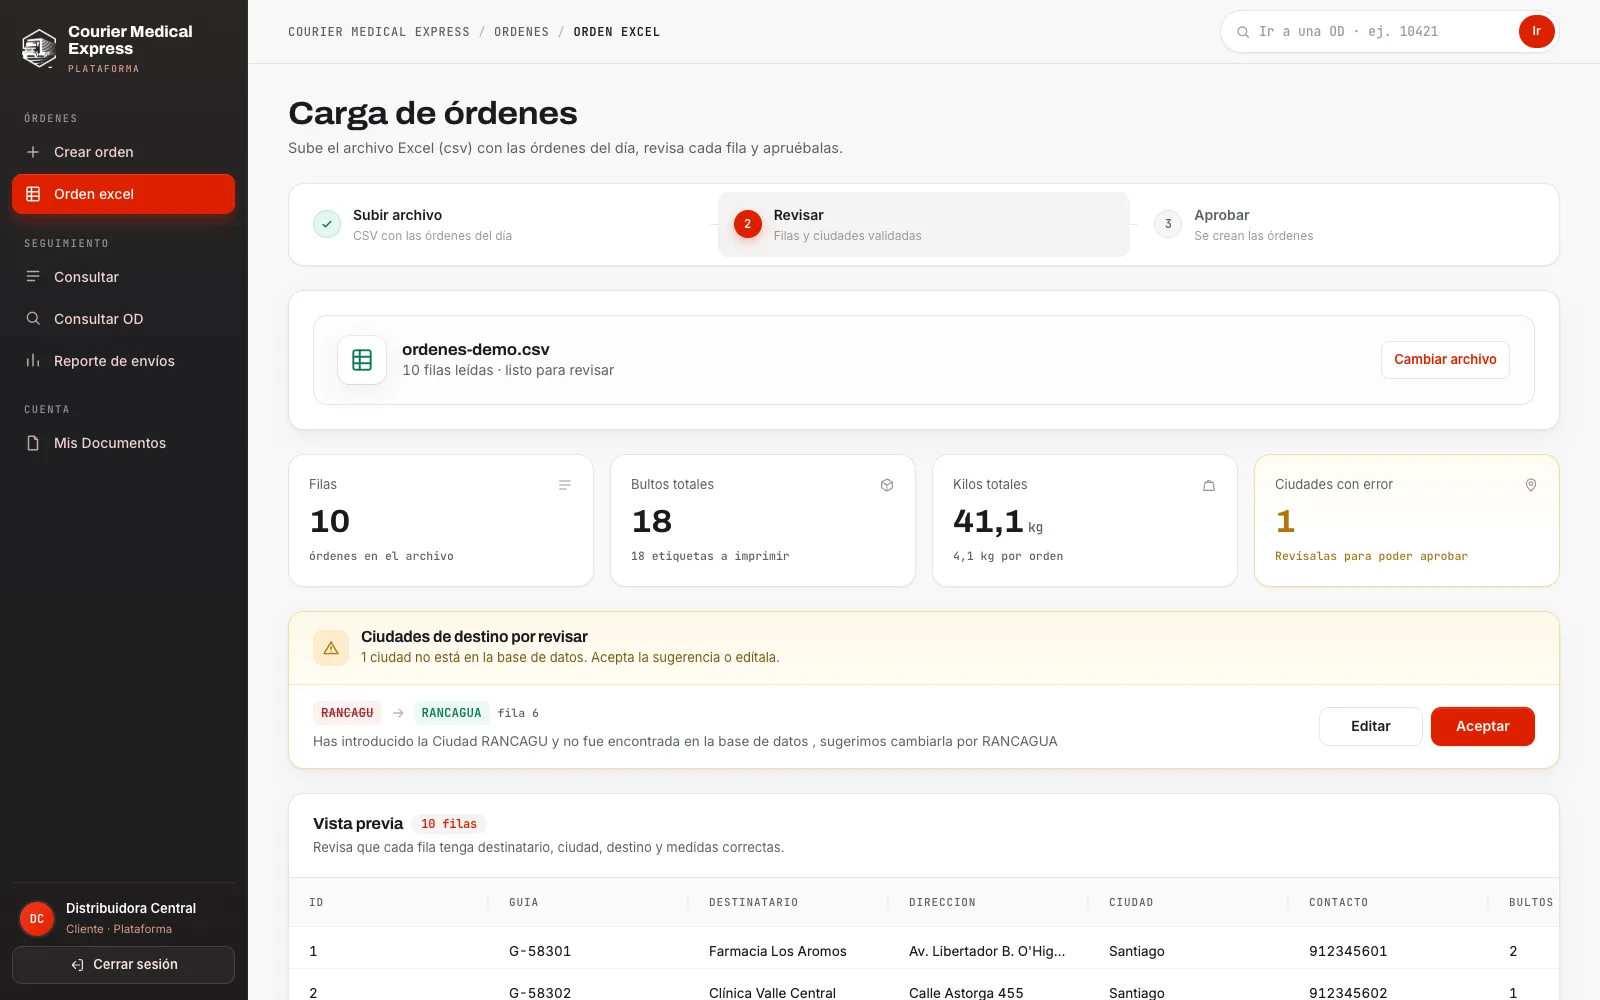 Courier Medical
Express
PLATAFORMA
ÓRDENES
Crear orden
Orden excel
SEGUIMIENTO
Consultar
Consultar OD
Reporte de envíos
CUENTA
Mis Documentos
DC
Distribuidora Central
Cliente · Plataforma
Cerrar sesión
COURIER MEDICAL EXPRESS / ORDENES / ORDEN EXCEL
Ir a una OD · ej. 10421
Ir
Carga de órdenes
Sube el archivo Excel (csv) con las órdenes del día, revisa cada fila y apruébalas.
Subir archivo
CSV con las órdenes del día
2
Revisar
Filas y ciudades validadas
3
Aprobar
Se crean las órdenes
ordenes-demo.csv
10 filas leídas · listo para revisar
Cambiar archivo
Filas
10
órdenes en el archivo
Bultos totales
18
18 etiquetas a imprimir
Kilos totales
41,1 kg
4,1 kg por orden
Ciudades con error
1
Revísalas para poder aprobar
Ciudades de destino por revisar
1 ciudad no está en la base de datos. Acepta la sugerencia o edítala.
RANCAGU → RANCAGUA fila 6
Has introducido la Ciudad RANCAGU y no fue encontrada en la base de datos , sugerimos cambiarla por RANCAGUA
Editar
Aceptar
Vista previa 10 filas
Revisa que cada fila tenga destinatario, ciudad, destino y medidas correctas.
ID GUIA DESTINATARIO DIRECCION CIUDAD CONTACTO BULTOS
1 G-58301 Farmacia Los Aromos Av. Libertador B. O'Hig... Santiago 912345601 2
2 G-58302 Clínica Valle Central Calle Astorga 455 Santiago 912345602 1